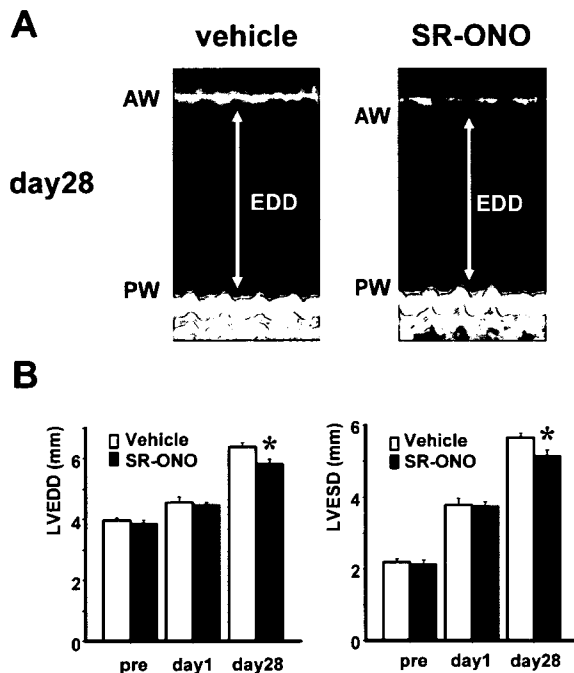 A
vehicle SR-ONO
AW
AW
day28
EDD
EDD
PW
PW
B
Vehicle
SR-ONO
*
LVEDD (mm)
6
4
2
0
pre day1 day28
Vehicle
SR-ONO
*
LVESD (mm)
6
4
2
0
pre day1 day28